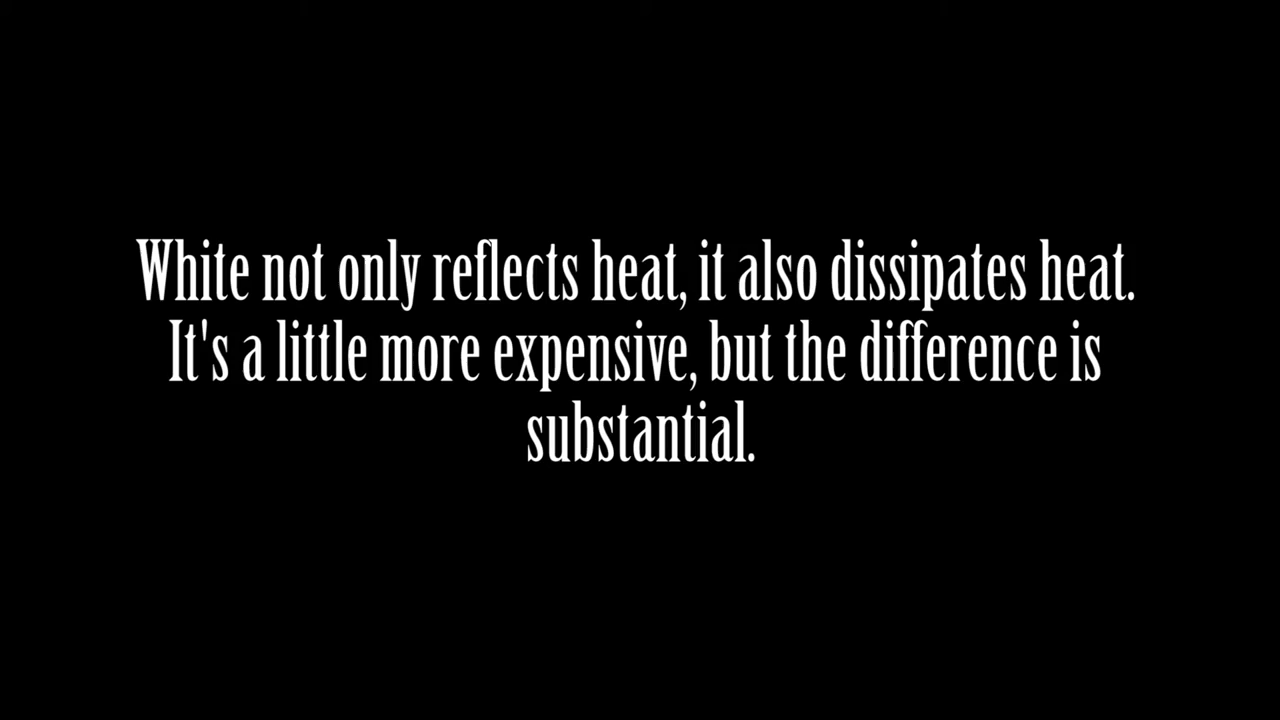 White not only reflects heat, it also dissipates heat.
It's a little more expensive, but the difference is
substantial.